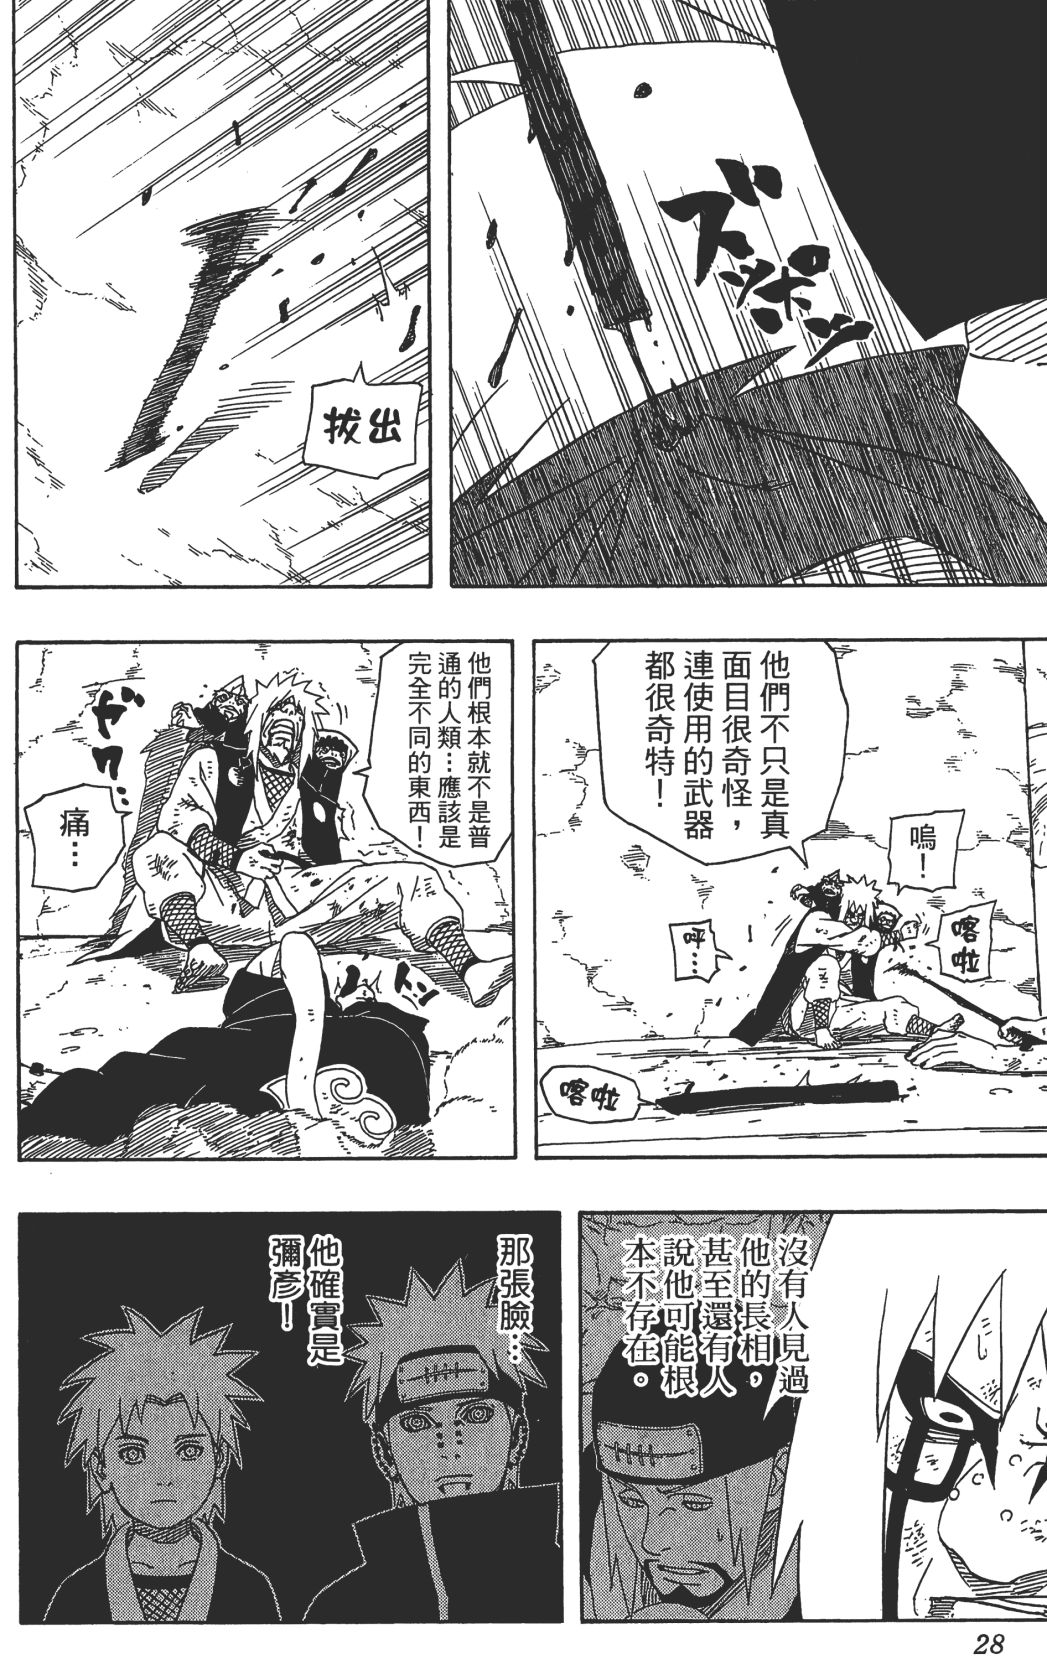 ズッポッ
拔出
他們不只是真
面目很奇怪，
連使用的武器
都很奇特！
嗚！
喀
啦
呼…
喀啦
他們根本就不是普
通的人類…應該是
完全不同的東西！
ザワ…
痛…
トン
沒有人見過
他的長相，
甚至還有人
說他可能根
本不存在。
那張臉…
他確實是
彌彥！
28